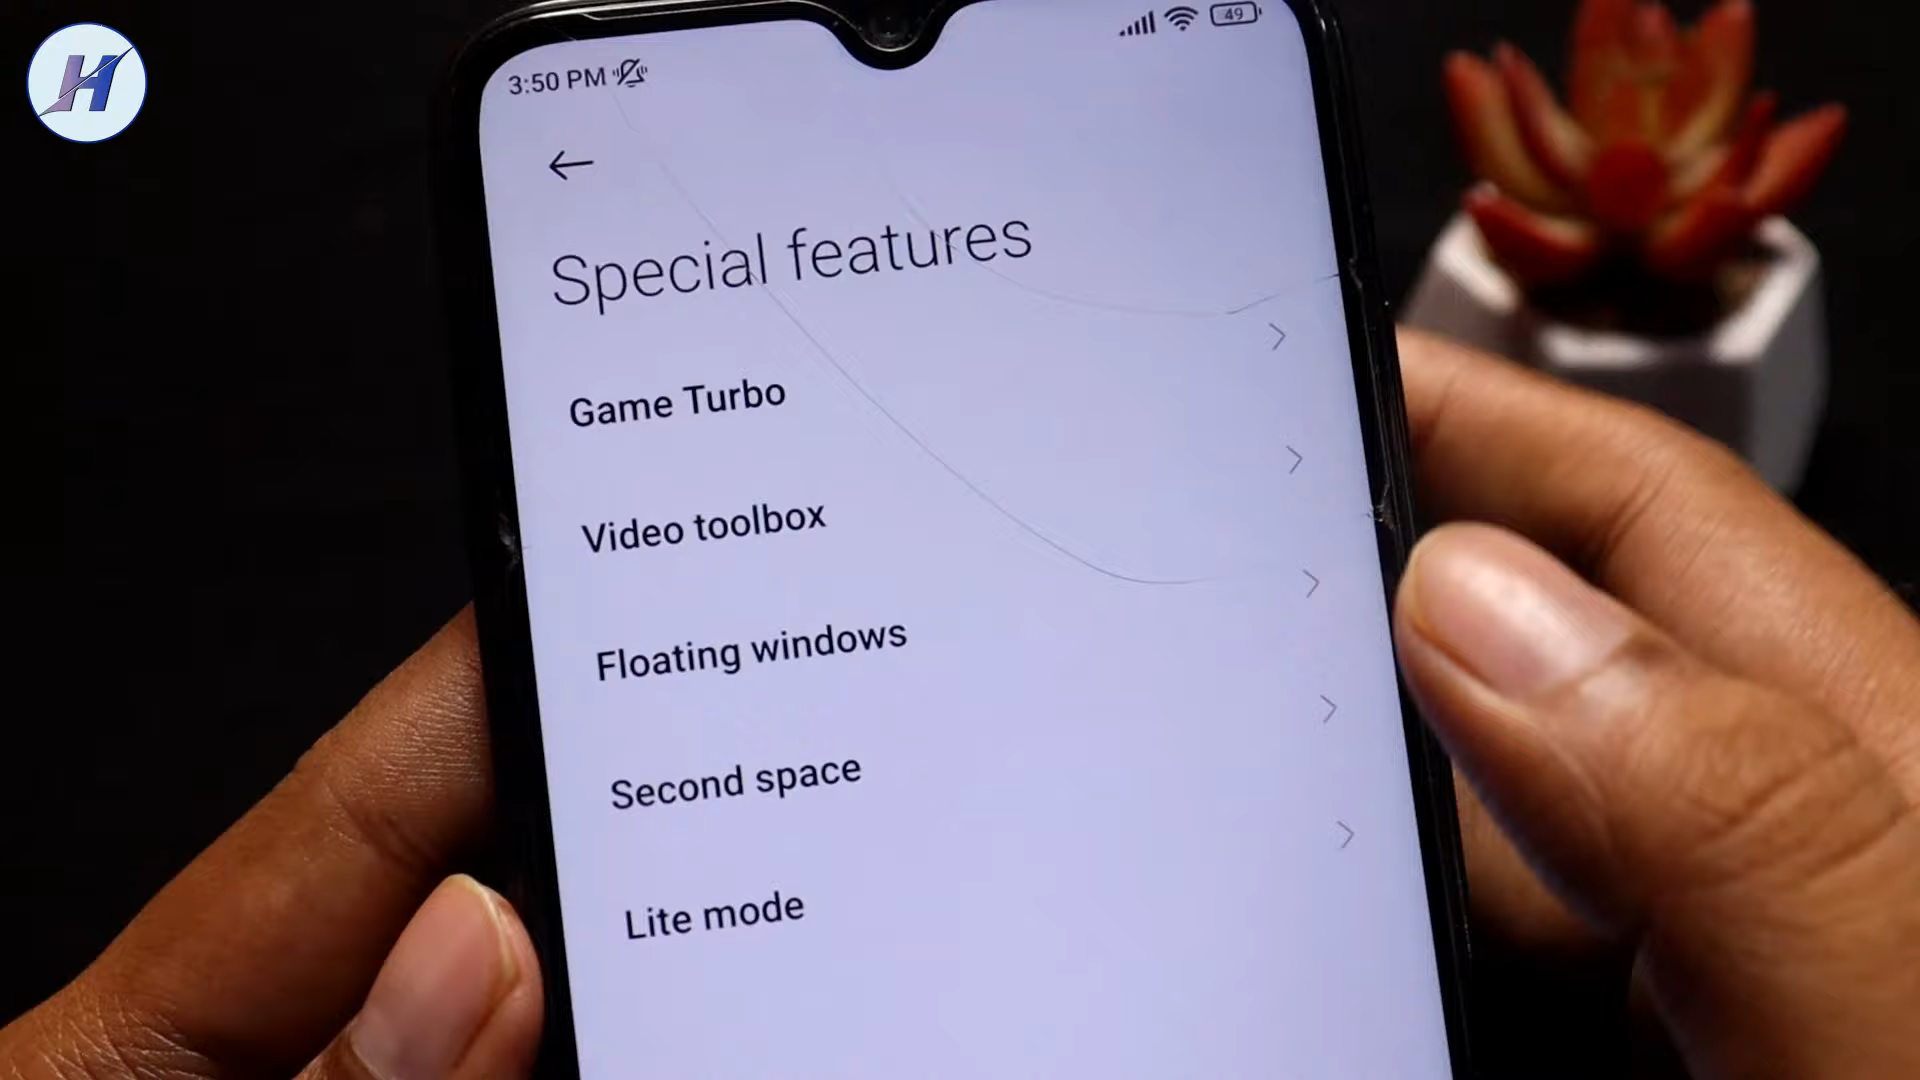 H
3:50 PM
49
Special features
Game Turbo
Video toolbox
Floating windows
Second space
Lite mode